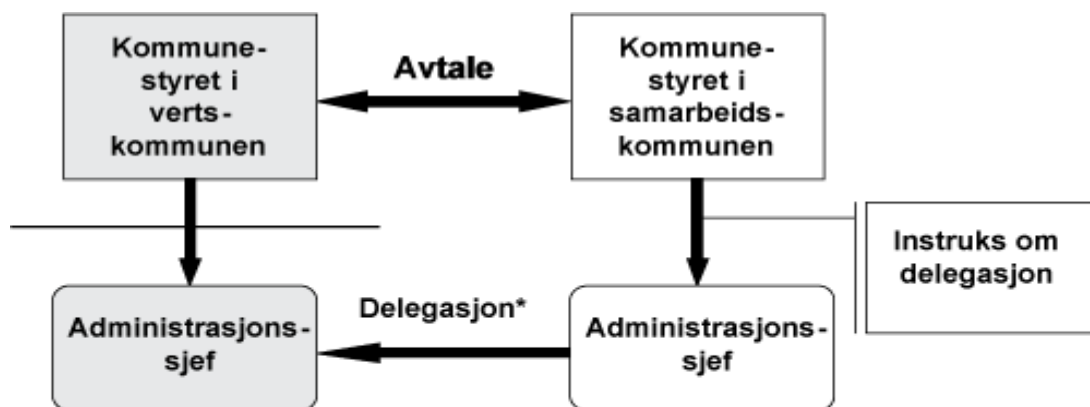 Kommune-
styret i
verts-
kommunen
Avtale
Kommune-
styret i
samarbeids-
kommunen
Instruks om
delegasjon
Administrasjons-
sjef
Delegasjon*
Administrasjons-
sjef